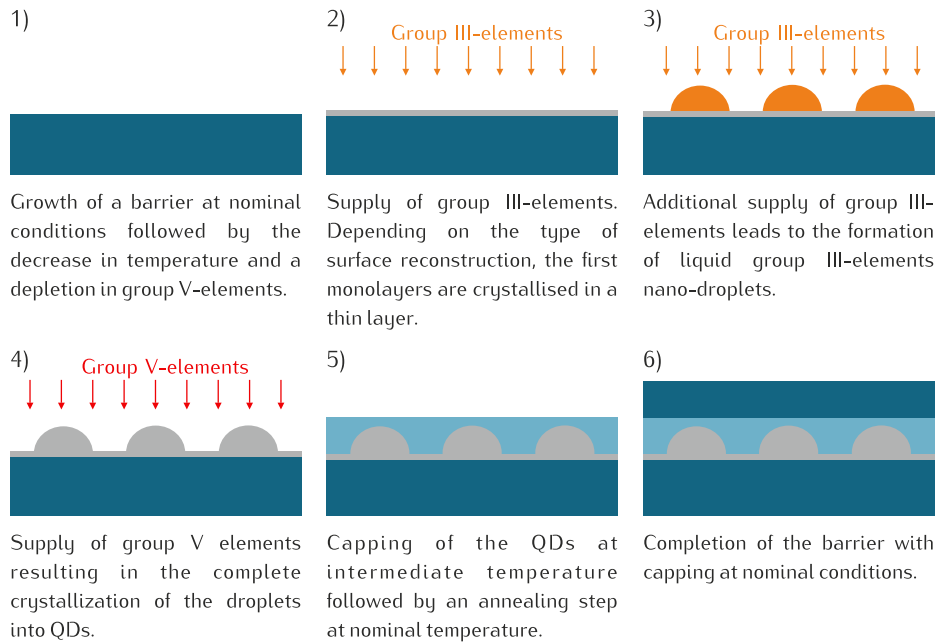 1)
Growth of a barrier at nominal
conditions followed by the
decrease in temperature and a
depletion in group V-elements.
2)
Group III-elements
Supply of group III-elements.
Depending on the type of
surface reconstruction, the first
monolayers are crystallised in a
thin layer.
3)
Group III-elements
Additional supply of group III-
elements leads to the formation
of liquid group III-elements
nano-droplets.
4)
Group V-elements
Supply of group V elements
resulting in the complete
crystallization of the droplets
into QDs.
5)
Capping of the QDs at
intermediate temperature
followed by an annealing step
at nominal temperature.
6)
Completion of the barrier with
capping at nominal conditions.